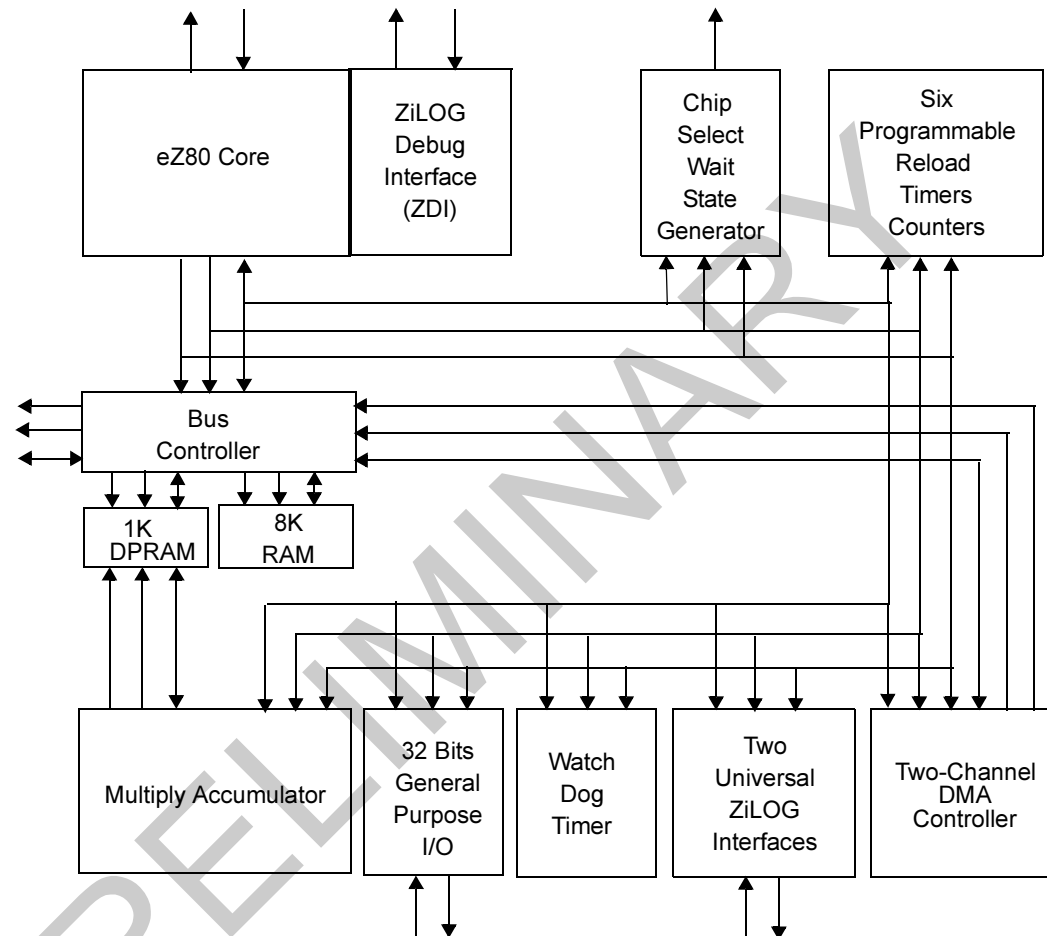 eZ80 Core
ZiLOG
Debug
Interface
(ZDI)
Chip
Select
Wait
State
Generator
Six
Programmable
Reload
Timers
Counters
Bus
Controller
1K
DPRAM
8K
RAM
Multiply Accumulator
32 Bits
General
Purpose
I/O
Watch
Dog
Timer
Two
Universal
ZiLOG
Interfaces
Two-Channel
DMA
Controller
PRELIMINARY